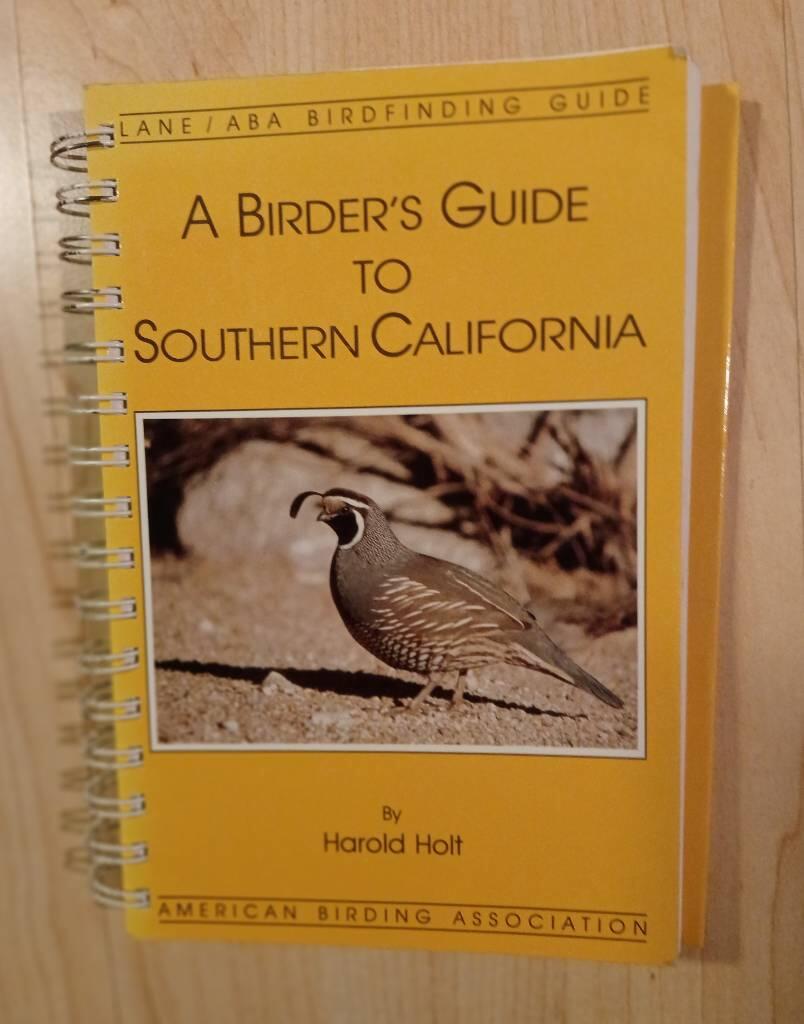 LANE / ABA BIRDFINDING GUIDE
A BIRDER'S GUIDE
TO
SOUTHERN CALIFORNIA
By
Harold Holt
AMERICAN BIRDING ASSOCIATION